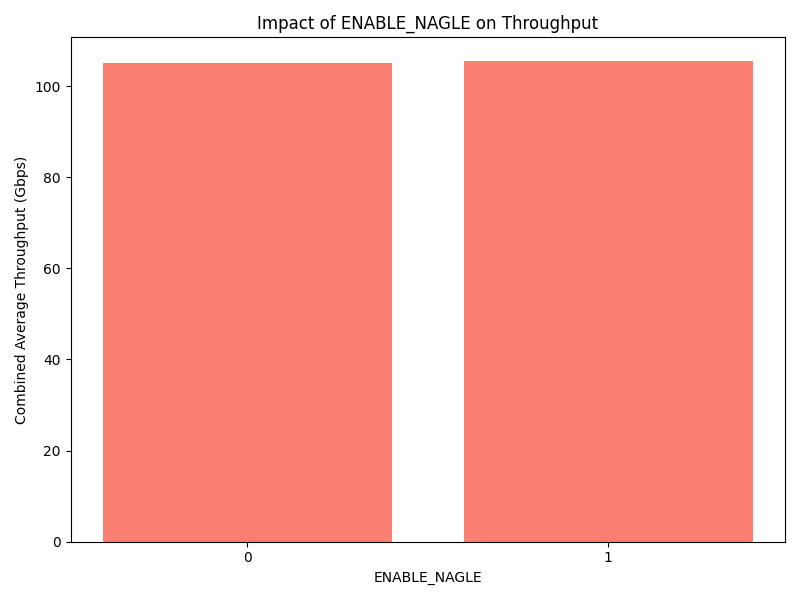 Impact of ENABLE_NAGLE on Throughput
Combined Average Throughput (Gbps)
100
80
60
40
20
0
0 1
ENABLE_NAGLE